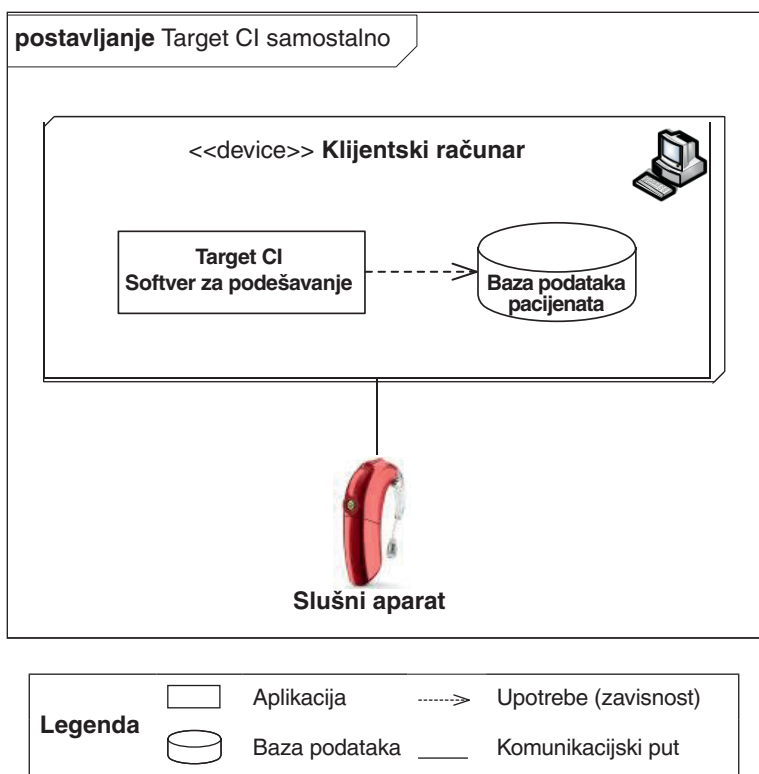 postavljanje Target CI samostalno
<<device>> Klijentski računar
Target CI
Softver za podešavanje
Baza podataka
pacijenata
Slušni aparat
Legenda
Aplikacija
Upotrebe (zavisnost)
Baza podataka
Komunikacijski put